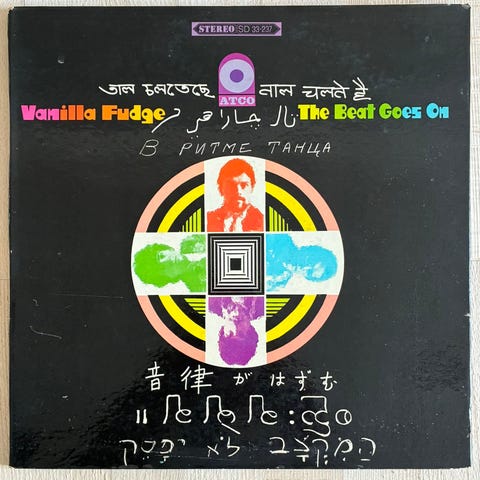 STEREO SD 33-237
ATCO
তাল চলতেছে ताल चलते है
Vanilla Fudge The Beat Goes On
В РИТМЕ ТАНЦА
音律がはずむ
הַמִּקְצָב לֹא יִפָּסֵק